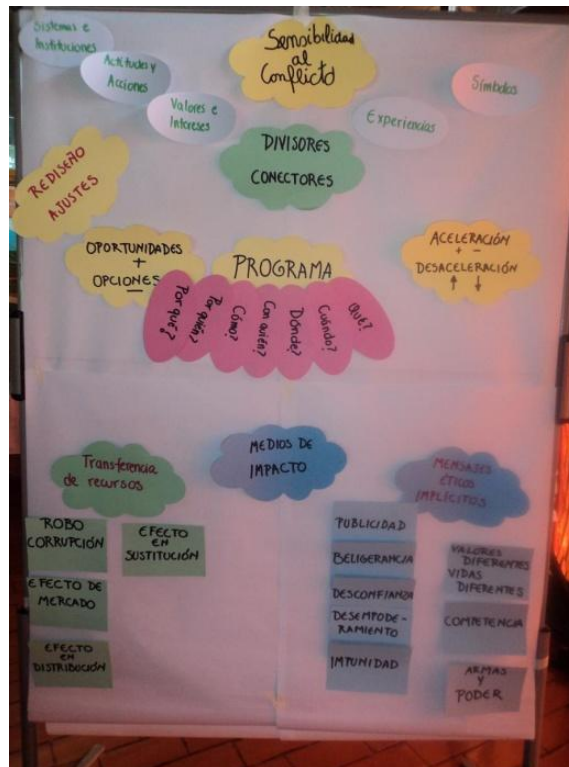 Sistemas e
Instituciones
Actitudes y
Acciones
Valores e
Intereses
Sensibilidad
al
Conflicto
Experiencias
Símbolos
DIVISORES
CONECTORES
REDISEÑO
AJUSTES
OPORTUNIDADES
+
OPCIONES
PROGRAMA
ACELERACIÓN
+ -
DESACELERACIÓN
↑ ↓
Por qué?
Por quién?
Cómo?
Con quién?
Dónde?
Cuándo?
Qué?
Transferencia
de recursos
MEDIOS DE
IMPACTO
MENSAJES
ÉTICOS
IMPLÍCITOS
ROBO
CORRUPCIÓN
EFECTO
EN
SUSTITUCIÓN
EFECTO DE
MERCADO
EFECTO
EN
DISTRIBUCIÓN
PUBLICIDAD
BELIGERANCIA
DESCONFIANZA
DESEMPODE-
RAMIENTO
IMPUNIDAD
VALORES
DIFERENTES
VIDAS
DIFERENTES
COMPETENCIA
ARMAS
Y
PODER